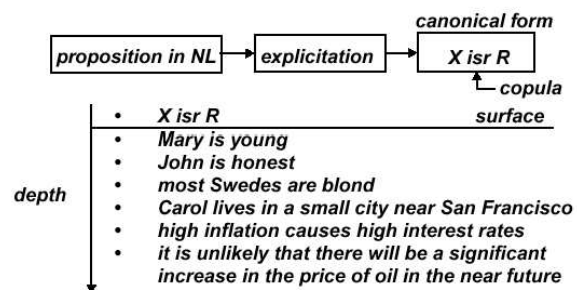 canonical form
proposition in NL
explicitation
X isr R
copula
• X isr R
surface
• Mary is young
• John is honest
• most Swedes are blond
depth
• Carol lives in a small city near San Francisco
• high inflation causes high interest rates
• it is unlikely that there will be a significant
increase in the price of oil in the near future